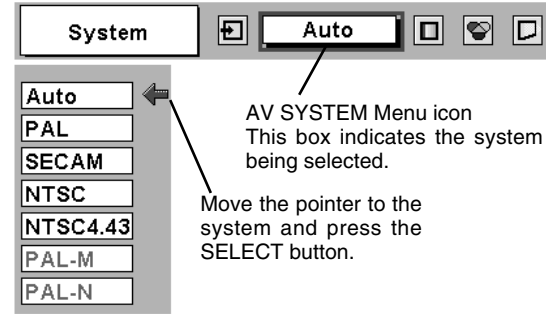 System
Auto
Auto
PAL
SECAM
NTSC
NTSC4.43
PAL-M
PAL-N
AV SYSTEM Menu icon
This box indicates the system
being selected.
Move the pointer to the
system and press the
SELECT button.